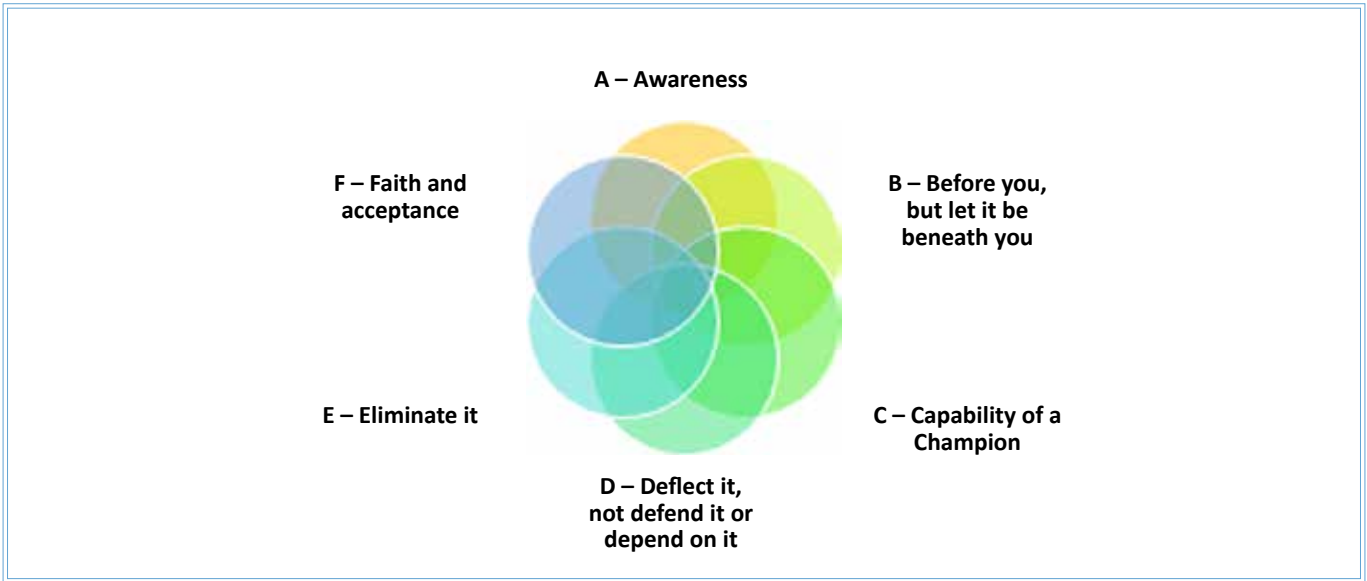 A – Awareness
B – Before you,
but let it be
beneath you
C – Capability of a
Champion
D – Deflect it,
not defend it or
depend on it
E – Eliminate it
F – Faith and
acceptance